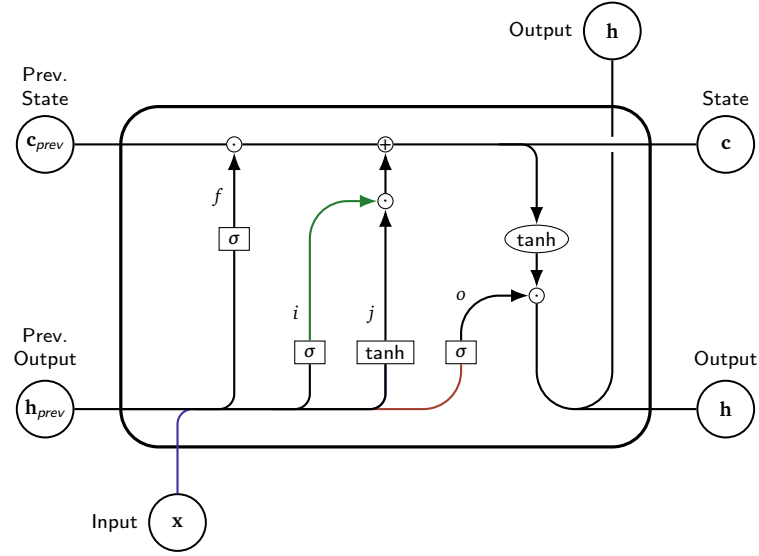 Output
h
Prev.
State
State
c_prev
c
f
σ
tanh
i
j
o
Prev.
Output
Output
σ
tanh
σ
h_prev
h
Input
x